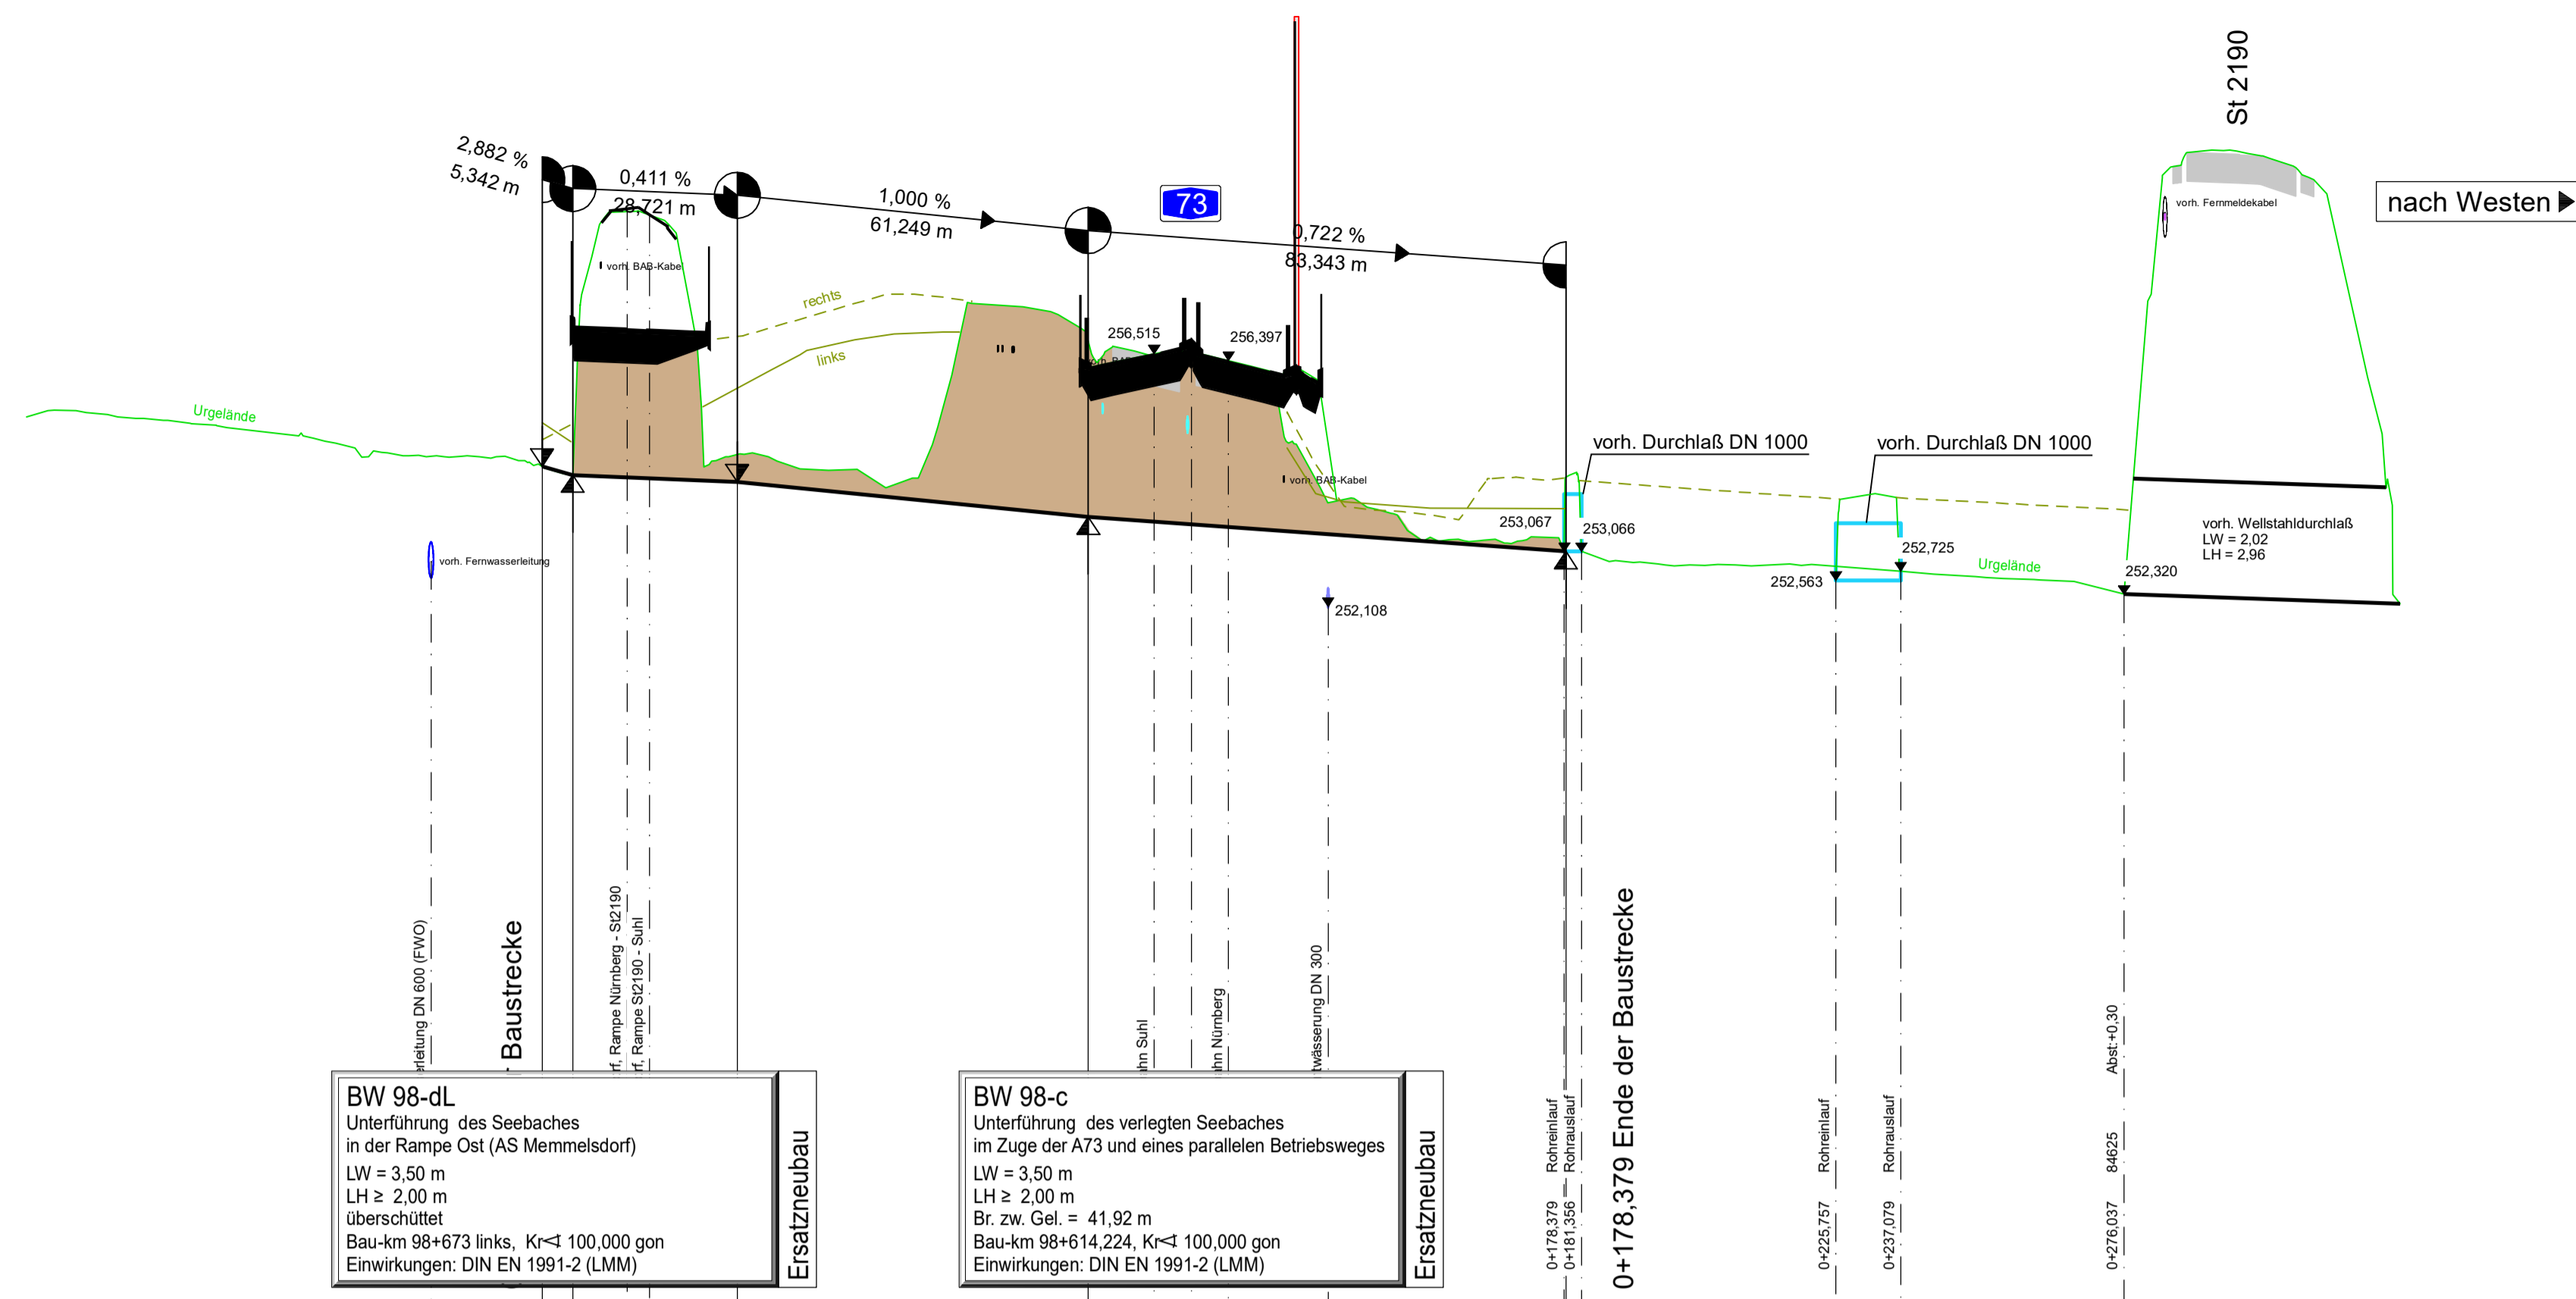 St 2190
2,882 %
5,342 m
0,411 %
28,721 m
1,000 %
61,249 m
73
0,722 %
83,343 m
nach Westen
vorh. Fernmeldekabel
vorh. BAB-Kabel
rechts
links
256,515
256,397
Urgelände
vorh. Durchlaß DN 1000
vorh. Durchlaß DN 1000
vorh. BAB-Kabel
253,067
253,066
vorh. Wellstahldurchlaß
LW = 2,02
LH = 2,96
252,725
252,563
Urgelände
252,320
vorh. Fernwasserleitung
252,108
erleitung DN 600 (FWO)
Baustrecke
rf, Rampe Nürnberg - St2190
rf, Rampe St2190 - Suhl
ahn Suhl
ahn Nürnberg
twässerung DN 300
0+178,379 Rohreinlauf
0+181,356 Rohrauslauf
0+178,379 Ende der Baustrecke
0+225,757 Rohreinlauf
0+237,079 Rohrauslauf
0+276,037 84625 Abst:+0,30
BW 98-dL
Unterführung des Seebaches
in der Rampe Ost (AS Memmelsdorf)
LW = 3,50 m
LH ≥ 2,00 m
überschüttet
Bau-km 98+673 links, Kr∢ 100,000 gon
Einwirkungen: DIN EN 1991-2 (LMM)
Ersatzneubau
BW 98-c
Unterführung des verlegten Seebaches
im Zuge der A73 und eines parallelen Betriebsweges
LW = 3,50 m
LH ≥ 2,00 m
Br. zw. Gel. = 41,92 m
Bau-km 98+614,224, Kr∢ 100,000 gon
Einwirkungen: DIN EN 1991-2 (LMM)
Ersatzneubau